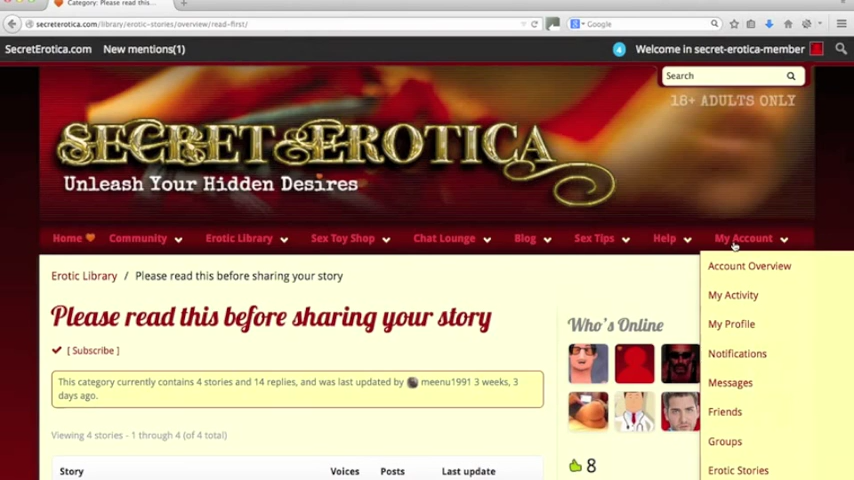 Category: Please read this...
secreterotica.com/library/erotic-stories/overview/read-first/
Google
SecretErotica.com New mentions(1)
4 Welcome in secret-erotica-member
Search
18+ ADULTS ONLY
SECRET EROTICA
Unleash Your Hidden Desires
Home Community Erotic Library Sex Toy Shop Chat Lounge Blog Sex Tips Help My Account
Erotic Library / Please read this before sharing your story
Please read this before sharing your story
[ Subscribe ]
This category currently contains 4 stories and 14 replies, and was last updated by meenu1991 3 weeks, 3
days ago.
Viewing 4 stories - 1 through 4 (of 4 total)
Story Voices Posts Last update
Who's Online
8
Account Overview
My Activity
My Profile
Notifications
Messages
Friends
Groups
Erotic Stories